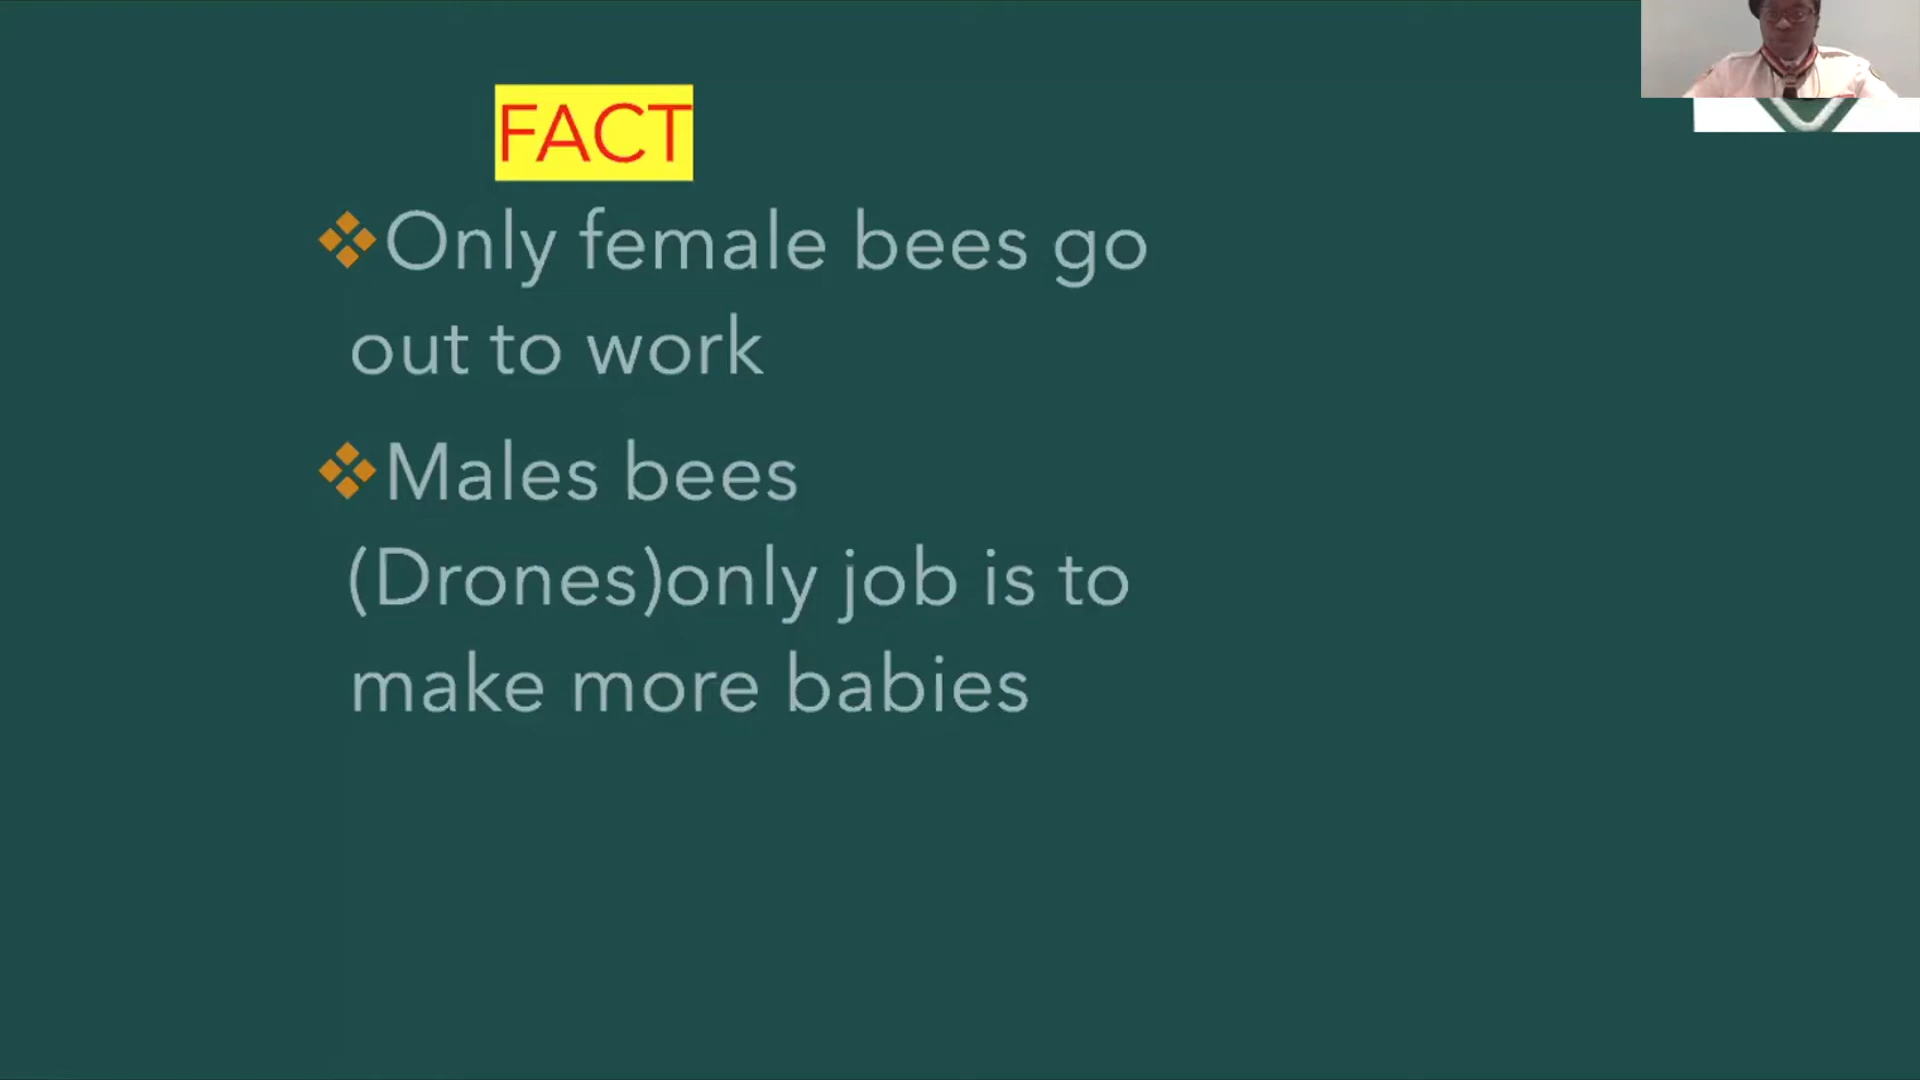 FACT
Only female bees go
out to work
Males bees
(Drones)only job is to
make more babies